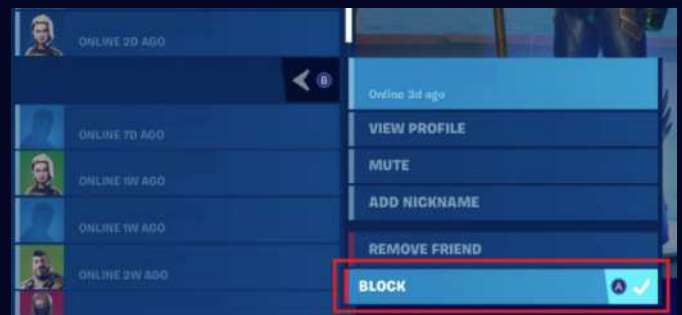 ONLINE 2D AGO
B
Online 3d ago
VIEW PROFILE
ONLINE 7D AGO
MUTE
ONLINE 1W AGO
ADD NICKNAME
ONLINE 1W AGO
REMOVE FRIEND
ONLINE 2W AGO
BLOCK
A